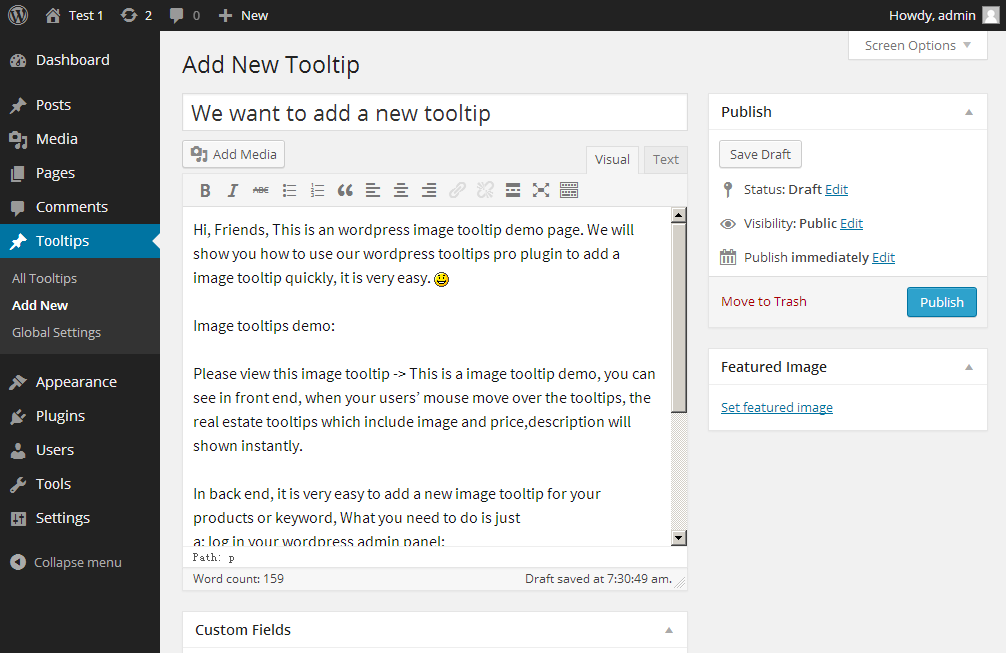 Test 1 2 0 New Howdy, admin
Screen Options
Dashboard
Posts
Media
Pages
Comments
Tooltips
All Tooltips
Add New
Global Settings
Appearance
Plugins
Users
Tools
Settings
Collapse menu
Add New Tooltip
We want to add a new tooltip
Add Media
Visual Text
B I ABC
Hi, Friends, This is an wordpress image tooltip demo page. We will
show you how to use our wordpress tooltips pro plugin to add a
image tooltip quickly, it is very easy.
Image tooltips demo:
Please view this image tooltip -> This is a image tooltip demo, you can
see in front end, when your users’ mouse move over the tooltips, the
real estate tooltips which include image and price,description will
shown instantly.
In back end, it is very easy to add a new image tooltip for your
products or keyword, What you need to do is just
a: log in your wordpress admin panel:
Path: p
Word count: 159 Draft saved at 7:30:49 am.
Custom Fields
Publish
Save Draft
Status: Draft Edit
Visibility: Public Edit
Publish immediately Edit
Move to Trash Publish
Featured Image
Set featured image